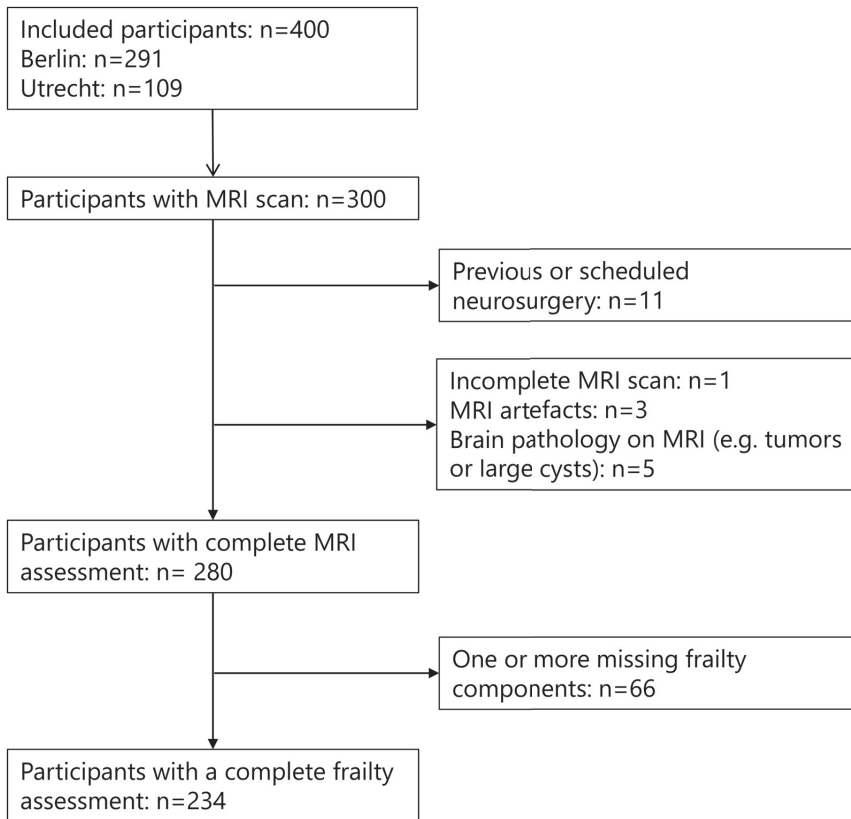 Included participants: n=400
Berlin: n=291
Utrecht: n=109
Participants with MRI scan: n=300
Previous or scheduled
neurosurgery: n=11
Incomplete MRI scan: n=1
MRI artefacts: n=3
Brain pathology on MRI (e.g. tumors
or large cysts): n=5
Participants with complete MRI
assessment: n= 280
One or more missing frailty
components: n=66
Participants with a complete frailty
assessment: n=234